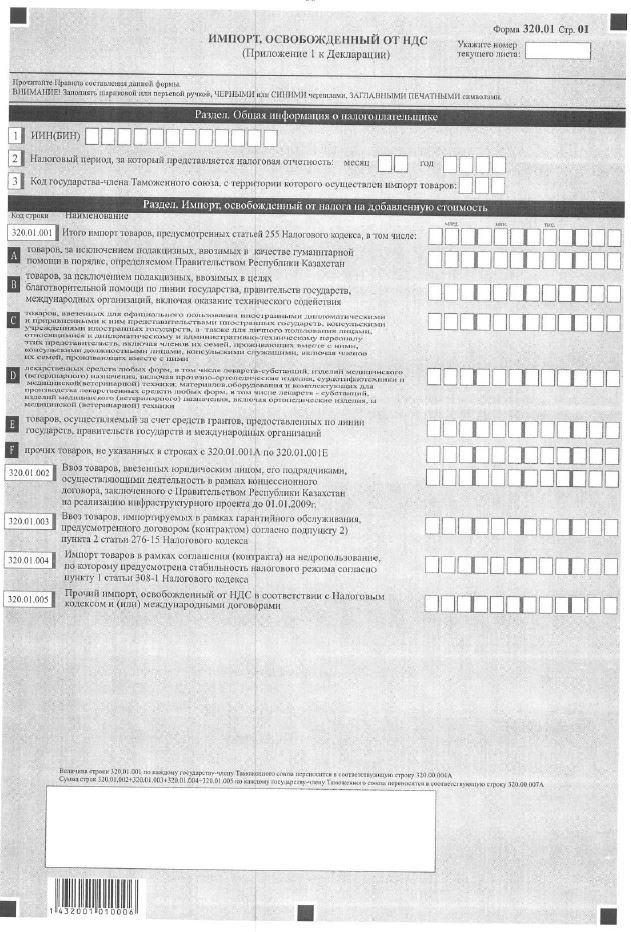 Форма 320.01 Стр. 01
ИМПОРТ, ОСВОБОЖДЕННЫЙ ОТ НДС
(Приложение 1 к Декларации)
Укажите номер
текущего листа:
Прочитайте Правила составления данной формы.
ВНИМАНИЕ! Заполнять шариковой или перьевой ручкой, ЧЕРНЫМИ или СИНИМИ чернилами, ЗАГЛАВНЫМИ ПЕЧАТНЫМИ символами.
Раздел. Общая информация о налогоплательщике
1 ИИН(БИН)
2 Налоговый период, за который представляется налоговая отчетность: месяц год
3 Код государства-члена Таможенного союза, с территории которого осуществлен импорт товаров:
Раздел. Импорт, освобожденный от налога на добавленную стоимость
Код строки Наименование
млрд. млн. тыс.
320.01.001 Итого импорт товаров, предусмотренных статьей 255 Налогового кодекса, в том числе:
A товаров, за исключением подакцизных, ввозимых в качестве гуманитарной
помощи в порядке, определяемом Правительством Республики Казахстан
B товаров, за исключением подакцизных, ввозимых в целях
благотворительной помощи по линии государства, правительств государств,
международных организаций, включая оказание технического содействия
C товаров, ввезенных для официального пользования иностранными дипломатическими
и приравненными к ним представительствами иностранных государств, консульскими
учреждениями иностранных государств, а также для личного пользования лицами,
относящимися к дипломатическому и административно-техническому персоналу
этих представительств, включая членов их семей, проживающих вместе с ними,
консульскими должностными лицами, консульскими служащими, включая членов
их семей, проживающих вместе с ними
D лекарственных средств любых форм, в том числе лекарств-субстанций, изделий медицинского
(ветеринарного) назначения, включая протезно-ортопедические изделия, сурдотифлотехники и
медицинской(ветеринарной) техники; материалов,оборудования и комплектующих для
производства лекарственных средств любых форм, в том числе лекарств - субстанций,
изделий медицинского (ветеринарного) назначения, включая ортопедические изделия, и
медицинской (ветеринарной) техники
E товаров, осуществляемый за счет средств грантов, предоставленных по линии
государств, правительств государств и международных организаций
F прочих товаров, не указанных в строках с 320.01.001A по 320.01.001E
320.01.002 Ввоз товаров, ввезенных юридическим лицом, его подрядчиками,
осуществляющими деятельность в рамках концессионного
договора, заключенного с Правительством Республики Казахстан
на реализацию инфраструктурного проекта до 01.01.2009г.
320.01.003 Ввоз товаров, импортируемых в рамках гарантийного обслуживания,
предусмотренного договором (контрактом) согласно подпункту 2)
пункта 2 статьи 276-15 Налогового кодекса
320.01.004 Импорт товаров в рамках соглашения (контракта) на недропользование,
по которому предусмотрена стабильность налогового режима согласно
пункту 1 статьи 308-1 Налогового кодекса
320.01.005 Прочий импорт, освобожденный от НДС в соответствии с Налоговым
кодексом и (или) международными договорами
Величина строки 320.01.001 по каждому государству-члену Таможенного союза переносится в соответствующую строку 320.00.004A
Сумма строк 320.01.002+320.01.003+320.01.004+320.01.005 по каждому государству-члену Таможенного союза переносится в соответствующую строку 320.00.007A
1 432001 010006